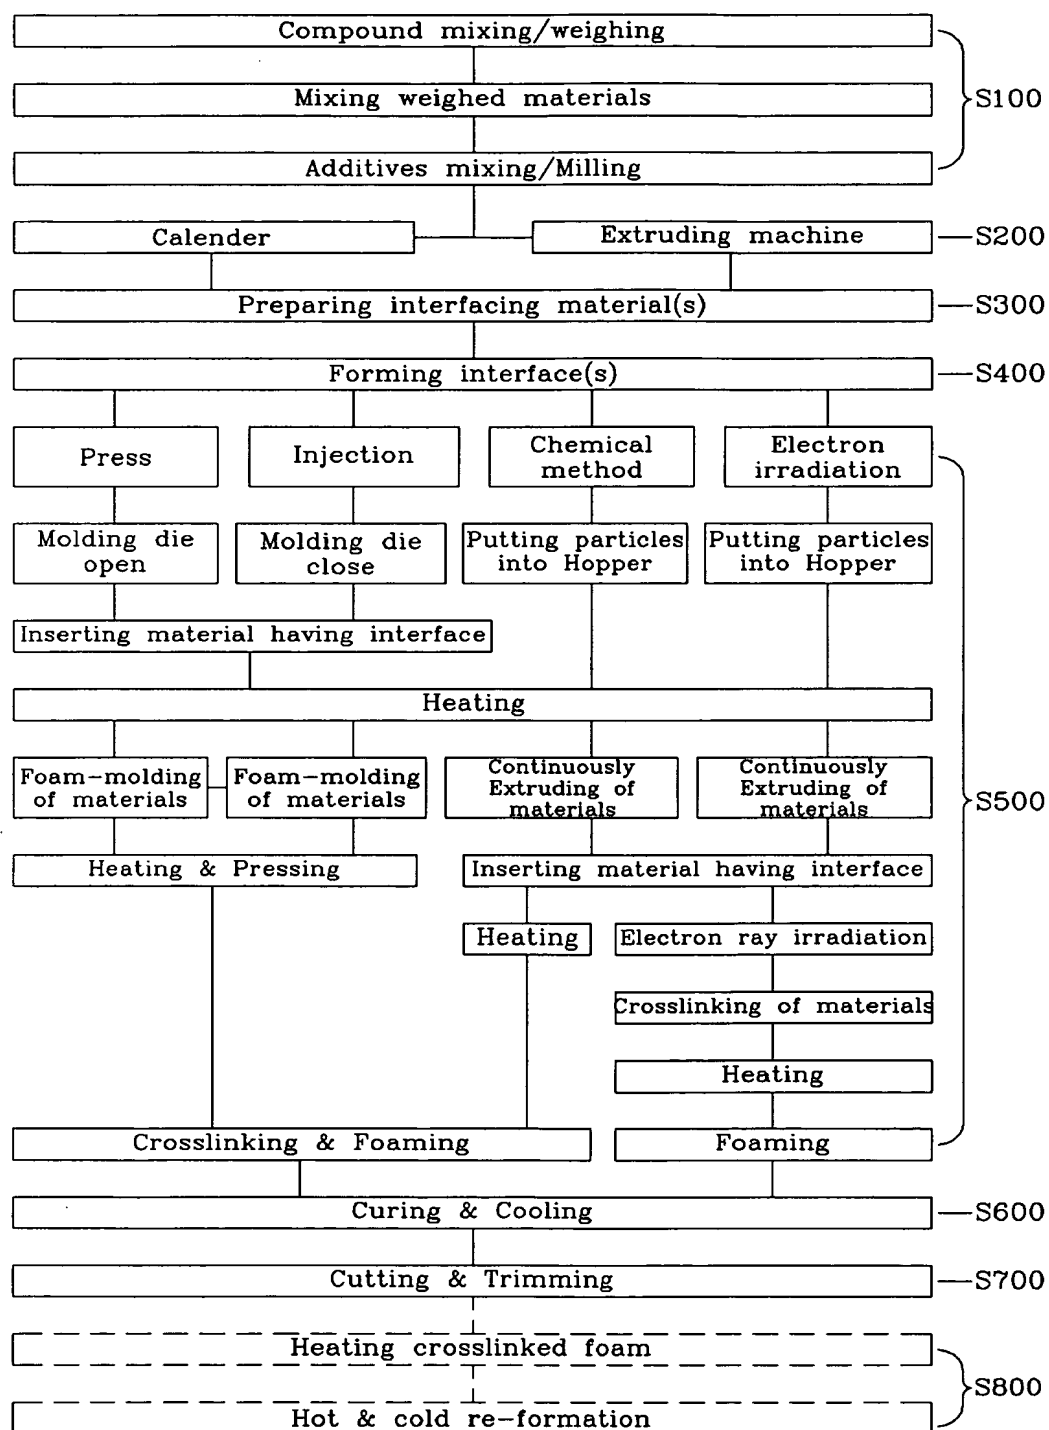 Compound mixing/weighing
Mixing weighed materials
S100
Additives mixing/Milling
Calender
Extruding machine
S200
Preparing interfacing material(s)
S300
Forming interface(s)
S400
Press
Injection
Chemical
method
Electron
irradiation
Molding die
open
Molding die
close
Putting particles
into Hopper
Putting particles
into Hopper
Inserting material having interface
Heating
Foam-molding
of materials
Foam-molding
of materials
Continuously
Extruding of
materials
Continuously
Extruding of
materials
S500
Heating & Pressing
Inserting material having interface
Heating
Electron ray irradiation
Crosslinking of materials
Heating
Crosslinking & Foaming
Foaming
Curing & Cooling
S600
Cutting & Trimming
S700
Heating crosslinked foam
S800
Hot & cold re-formation